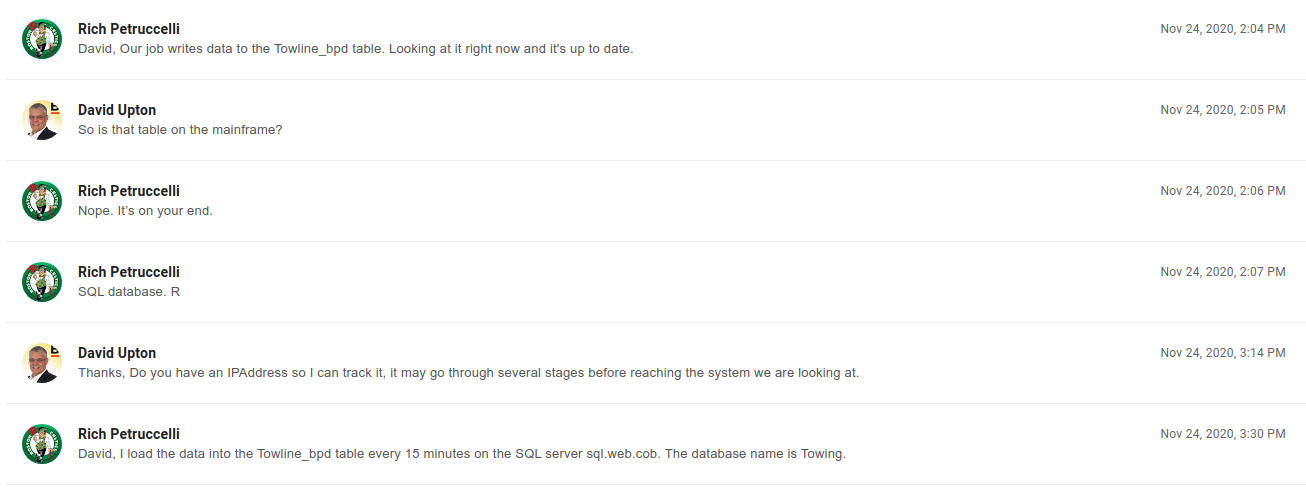 Rich Petruccelli
Nov 24, 2020, 2:04 PM
David, Our job writes data to the Towline_bpd table. Looking at it right now and it's up to date.
David Upton
Nov 24, 2020, 2:05 PM
So is that table on the mainframe?
Rich Petruccelli
Nov 24, 2020, 2:06 PM
Nope. It's on your end.
Rich Petruccelli
Nov 24, 2020, 2:07 PM
SQL database. R
David Upton
Nov 24, 2020, 3:14 PM
Thanks, Do you have an IPAddress so I can track it, it may go through several stages before reaching the system we are looking at.
Rich Petruccelli
Nov 24, 2020, 3:30 PM
David, I load the data into the Towline_bpd table every 15 minutes on the SQL server sql.web.cob. The database name is Towing.